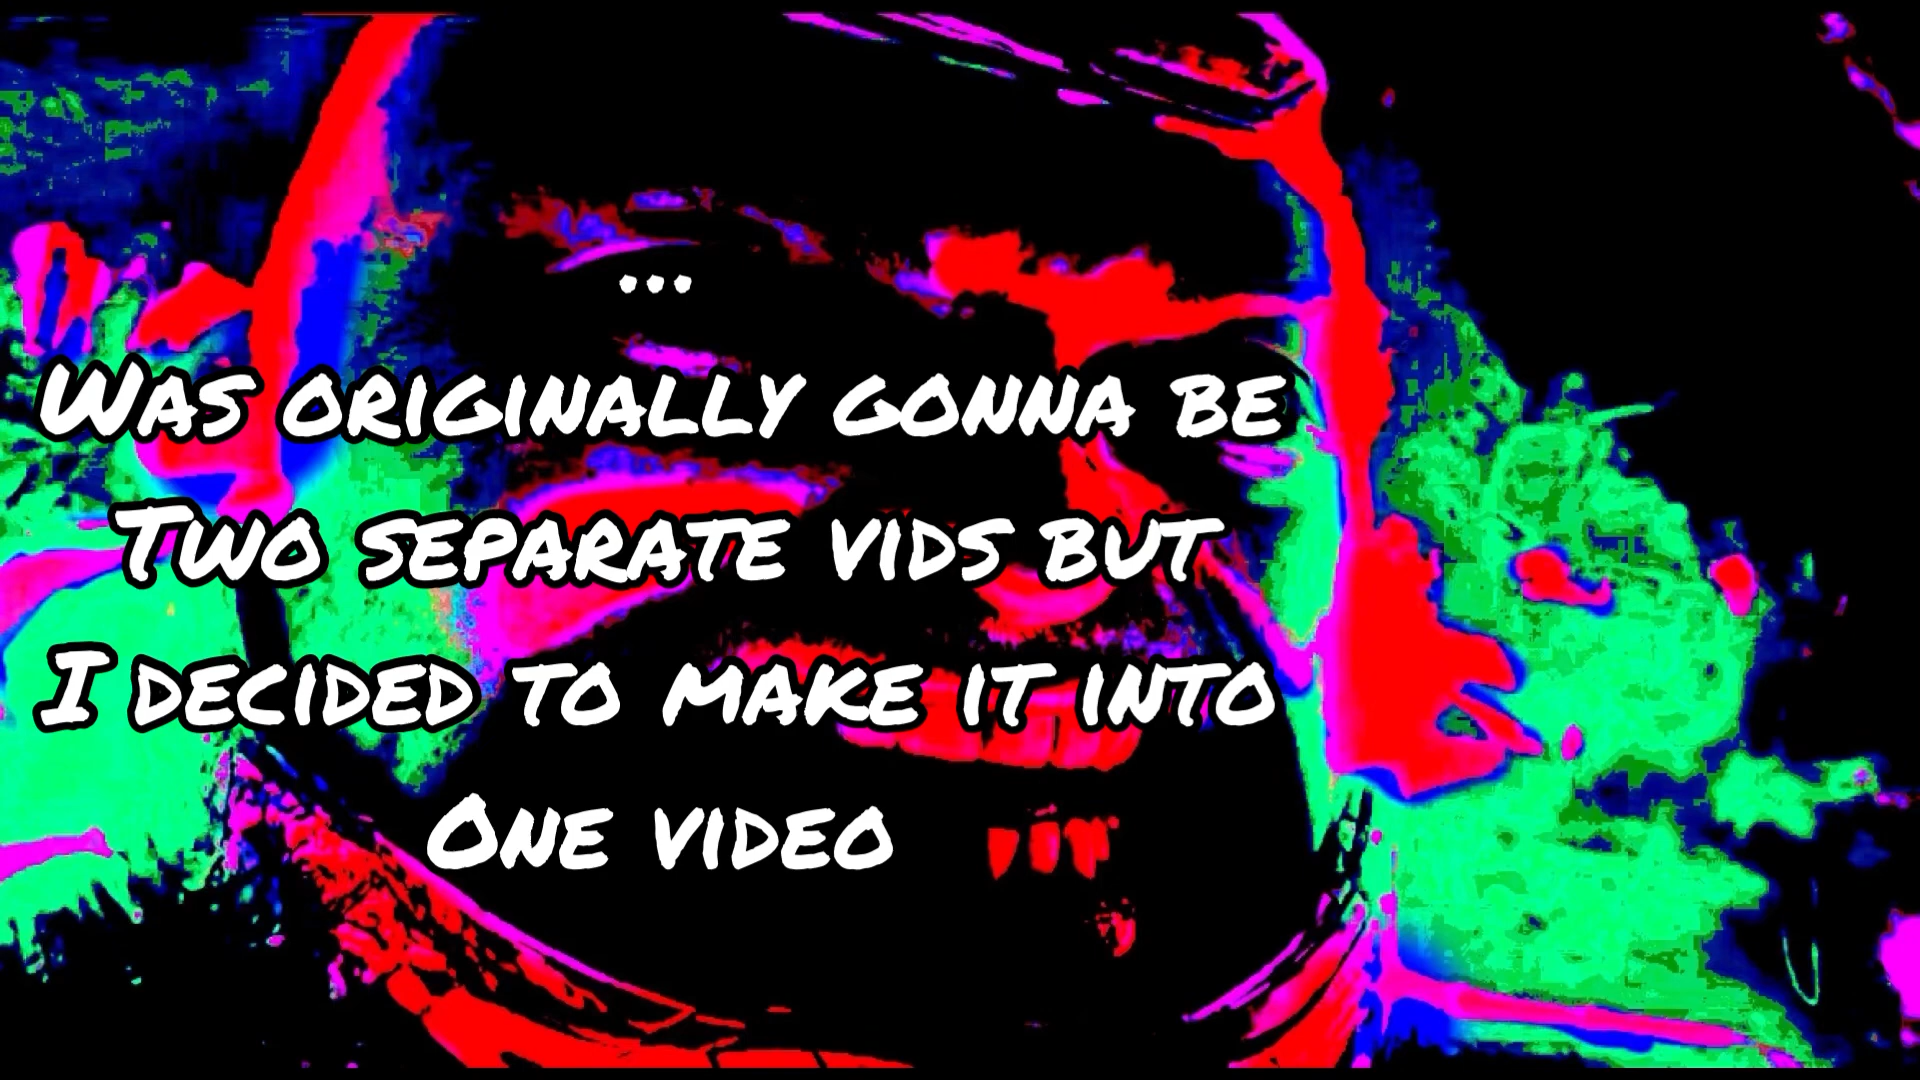 ...
Was originally gonna be
Two separate vids but
I decided to make it into
One video